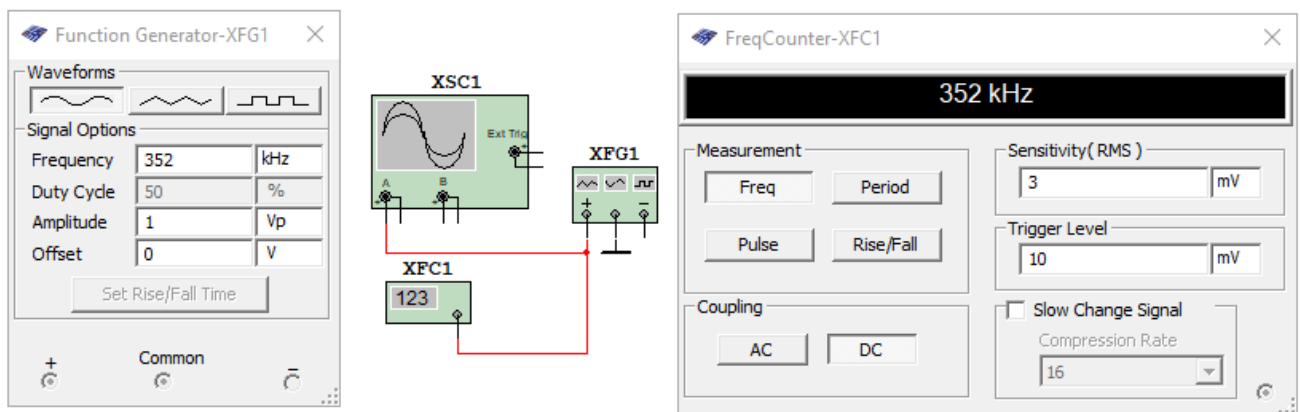 Function Generator-XFG1
Waveforms
Signal Options
Frequency 352 kHz
Duty Cycle 50 %
Amplitude 1 Vp
Offset 0 V
Set Rise/Fall Time
+ Common −
XSC1
Ext Trig
+
A B
+ +
XFG1
+ −
XFC1
123
FreqCounter-XFC1
352 kHz
Measurement
Freq Period
Pulse Rise/Fall
Coupling
AC DC
Sensitivity( RMS )
3 mV
Trigger Level
10 mV
Slow Change Signal
Compression Rate
16